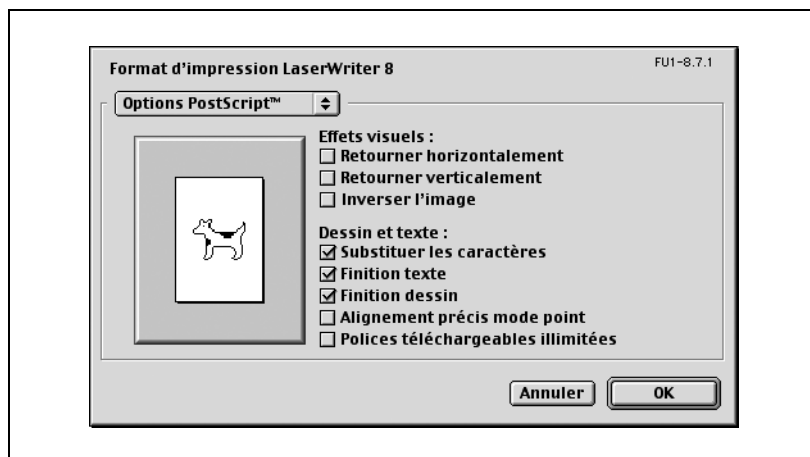 Format d'impression LaserWriter 8
FU1-8.7.1
Options PostScript™
Effets visuels :
Retourner horizontalement
Retourner verticalement
Inverser l'image
Dessin et texte :
Substituer les caractères
Finition texte
Finition dessin
Alignement précis mode point
Polices téléchargeables illimitées
Annuler
OK